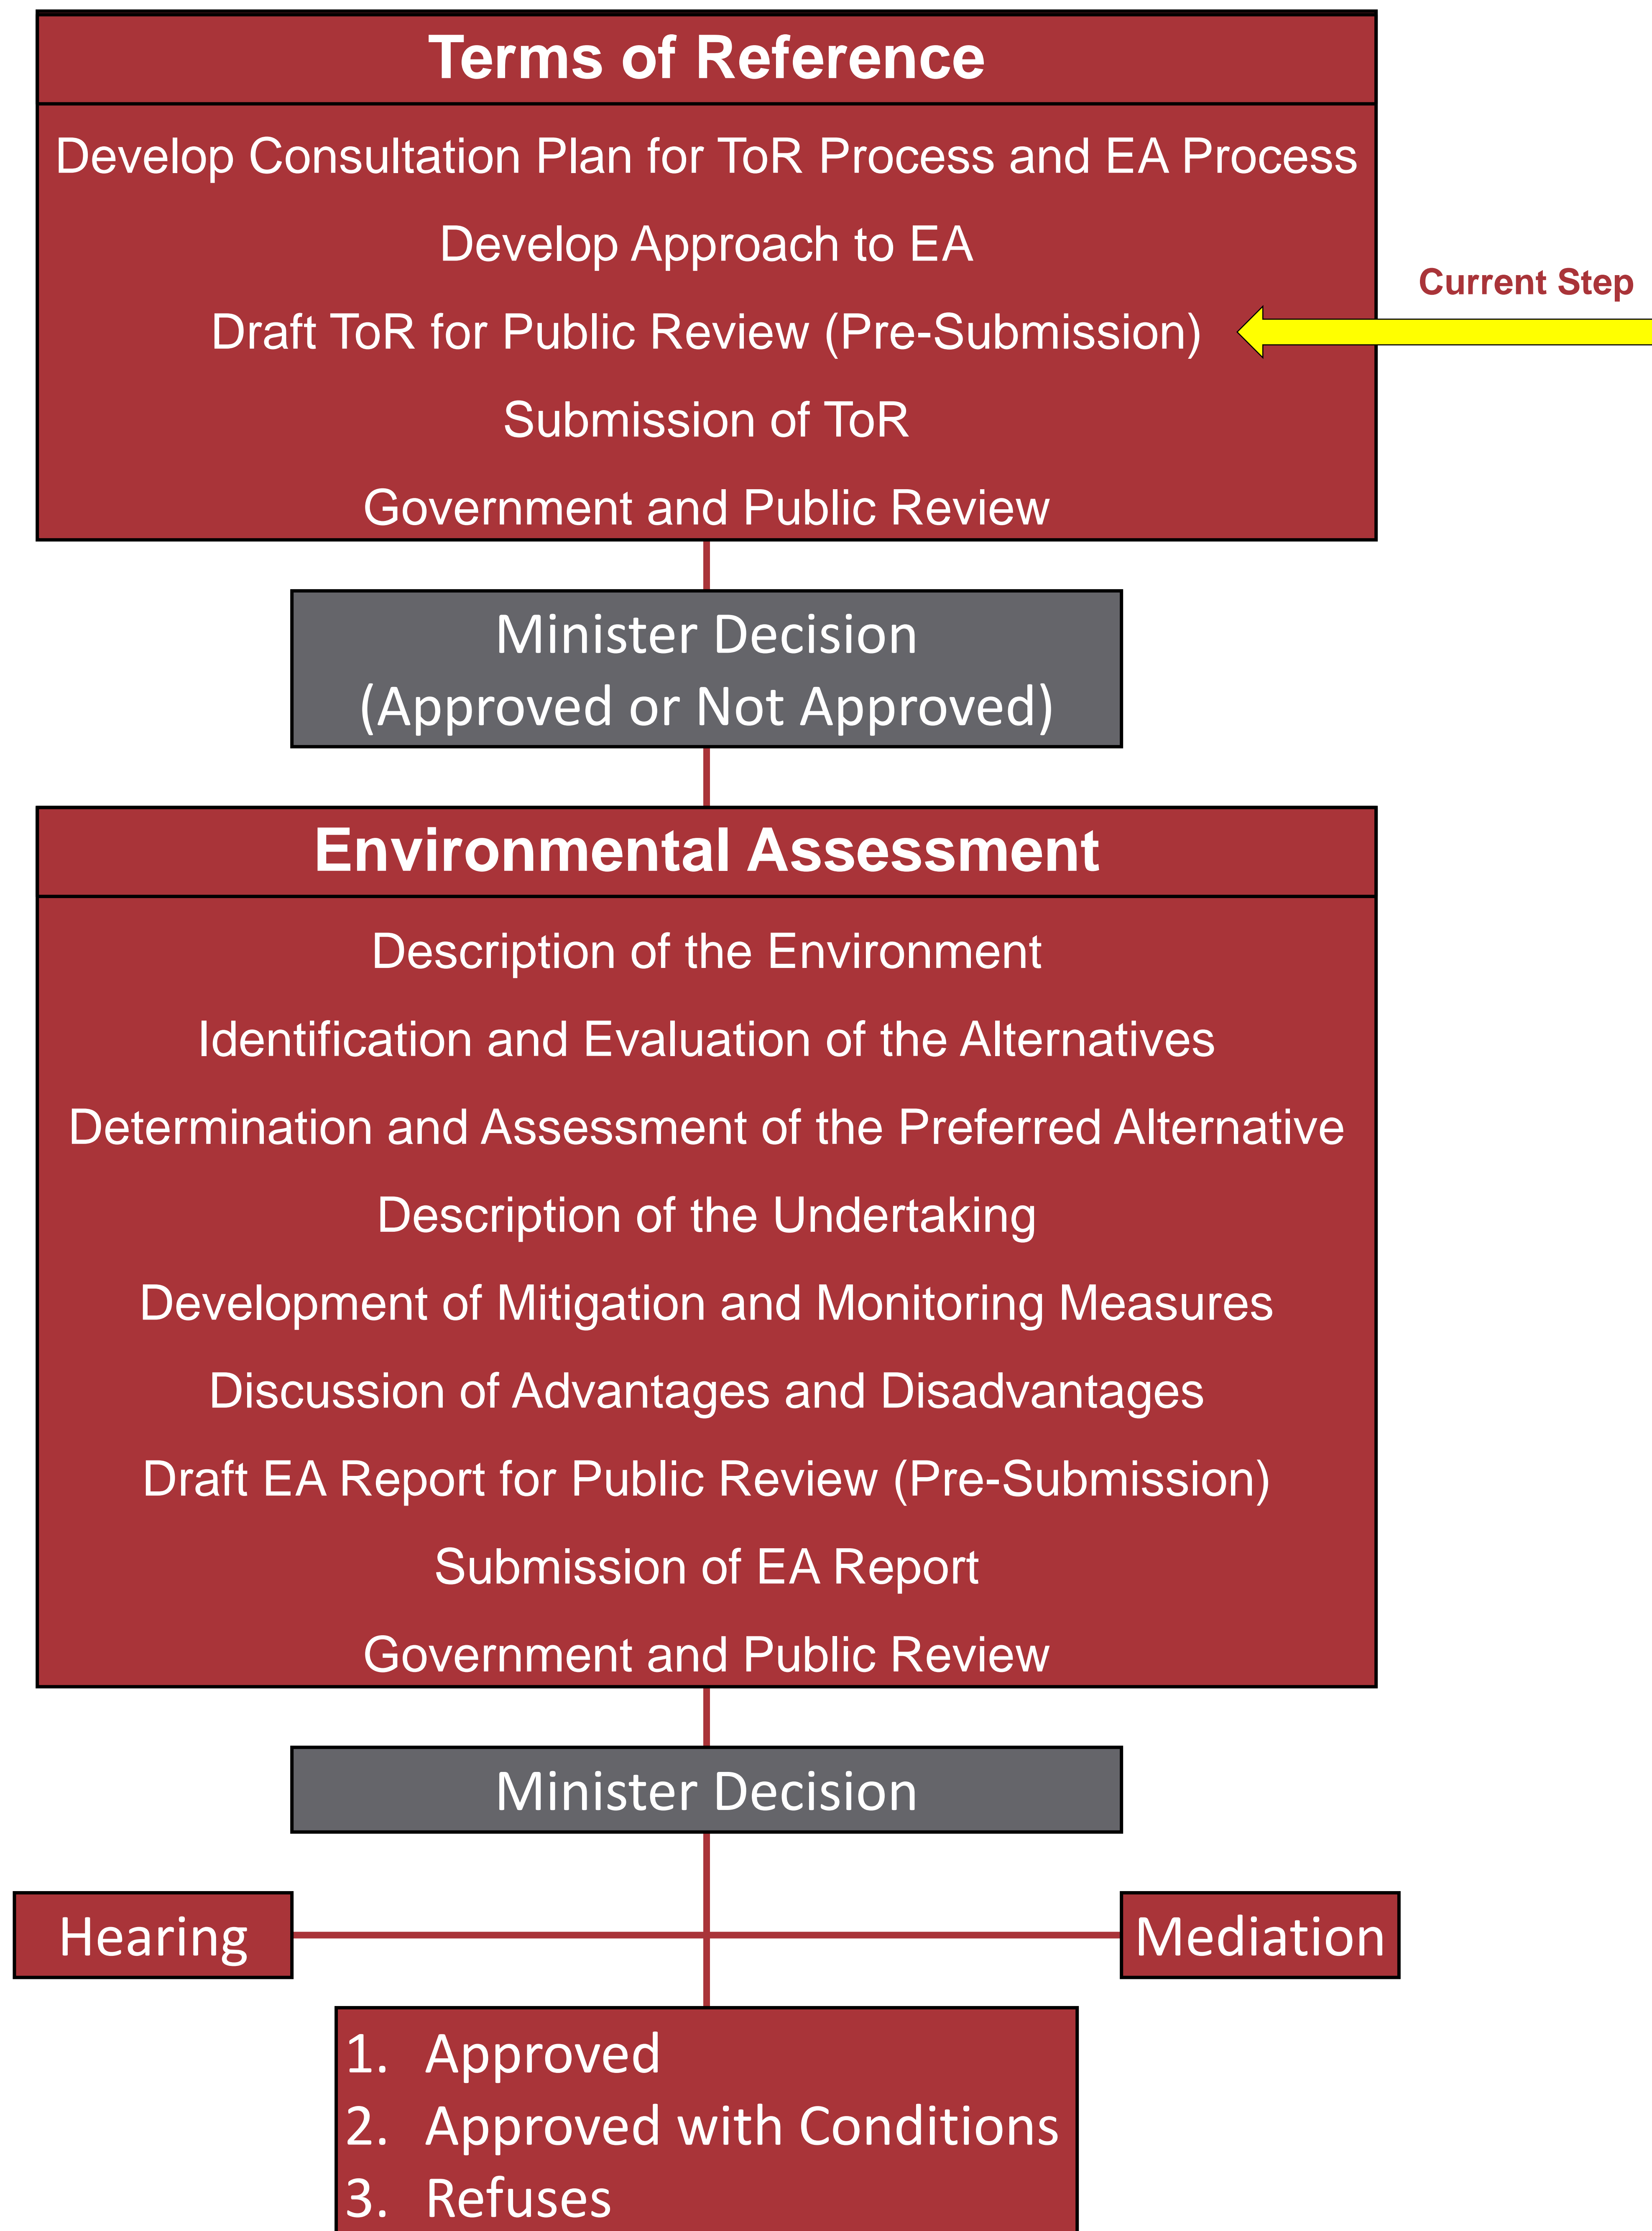 Terms of Reference
Develop Consultation Plan for ToR Process and EA Process
Develop Approach to EA
Current Step
Draft ToR for Public Review (Pre-Submission)
Submission of ToR
Government and Public Review
Minister Decision
(Approved or Not Approved)
Environmental Assessment
Description of the Environment
Identification and Evaluation of the Alternatives
Determination and Assessment of the Preferred Alternative
Description of the Undertaking
Development of Mitigation and Monitoring Measures
Discussion of Advantages and Disadvantages
Draft EA Report for Public Review (Pre-Submission)
Submission of EA Report
Government and Public Review
Minister Decision
Hearing
Mediation
1. Approved
2. Approved with Conditions
3. Refuses